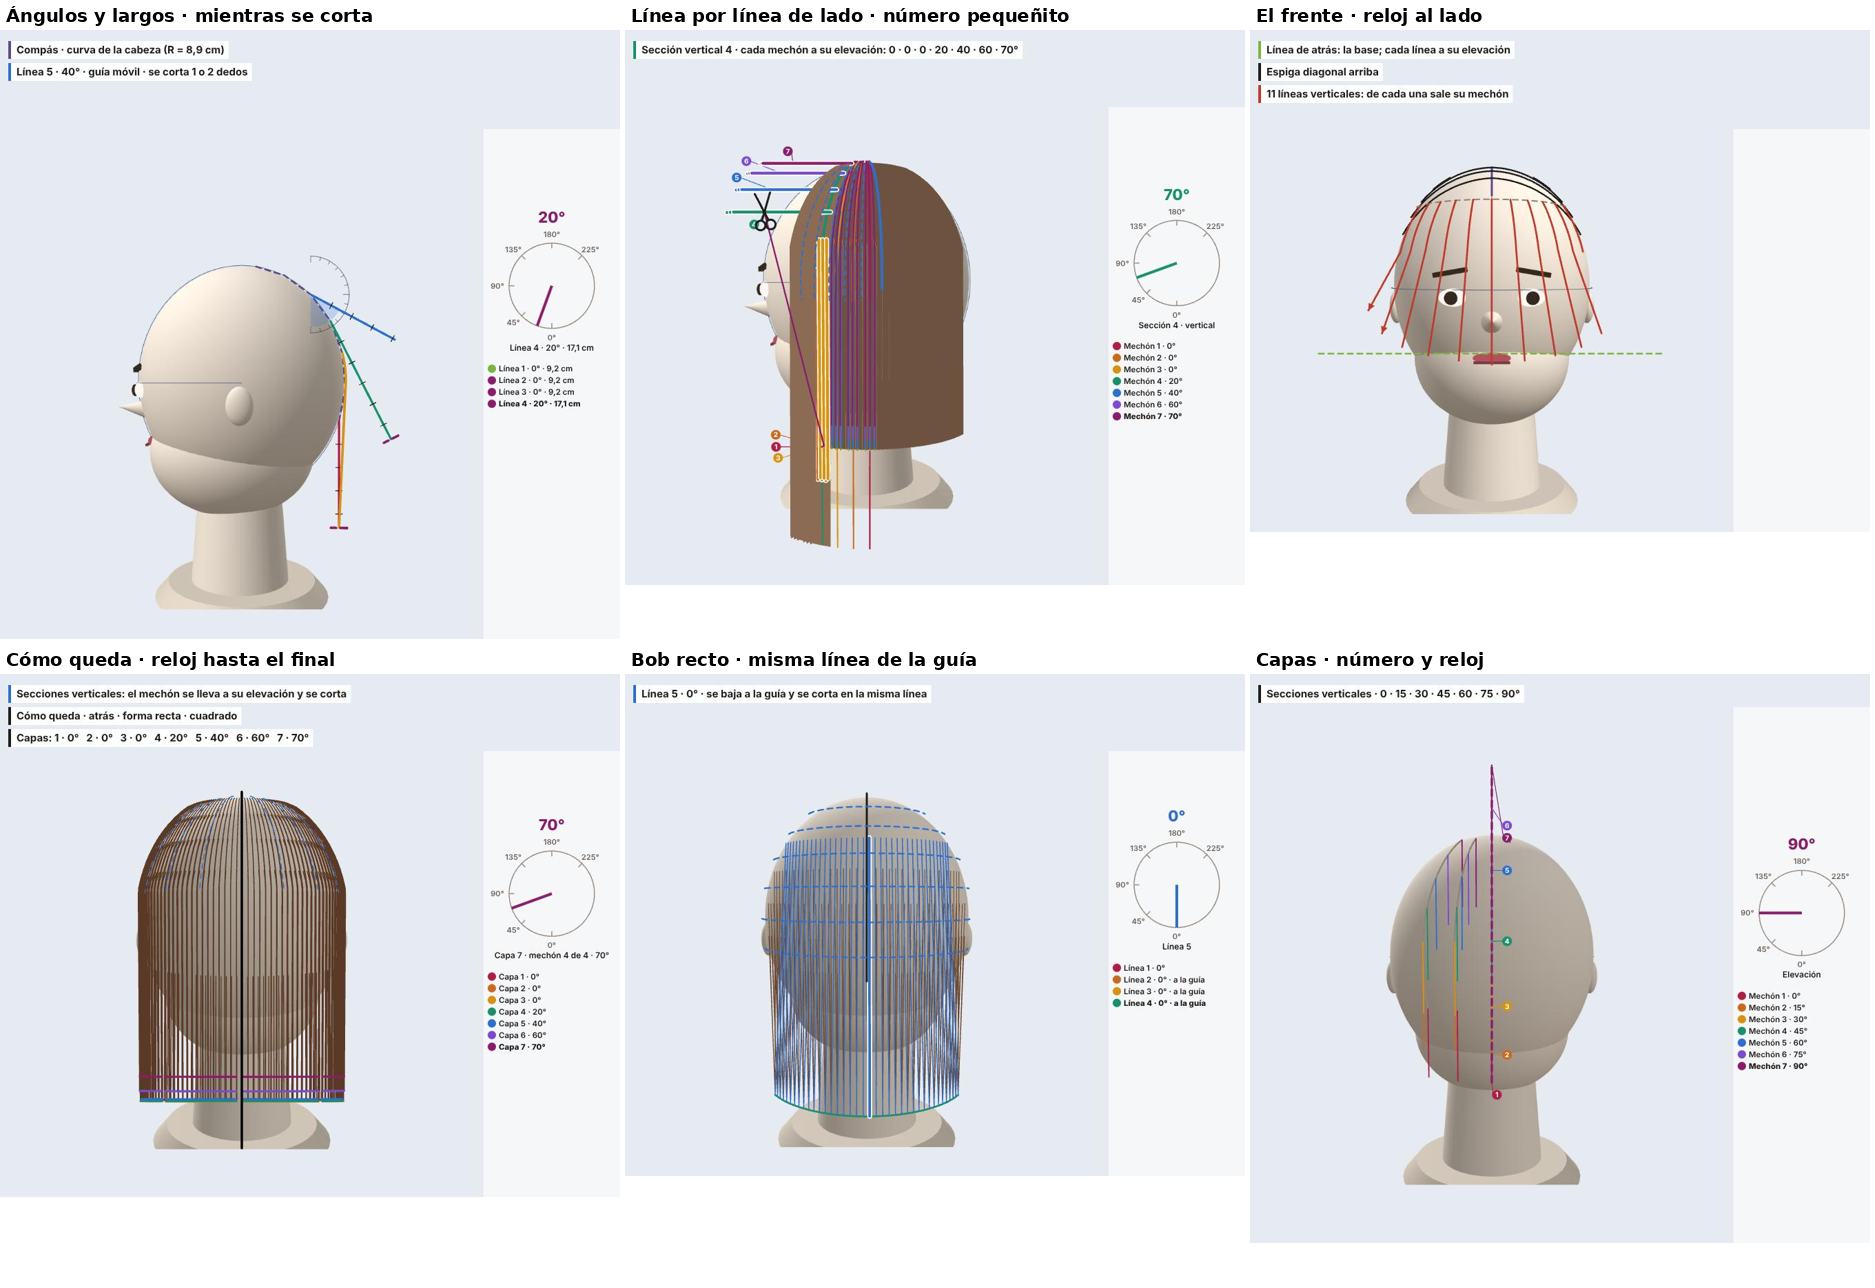 Ángulos y largos · mientras se corta
Compás · curva de la cabeza (R = 8,9 cm)
Línea 5 · 40° · guía móvil · se corta 1 o 2 dedos
20°
180°
135°
225°
90°
45°
0°
Línea 4 · 20° · 17,1 cm
Línea 1 · 0° · 9,2 cm
Línea 2 · 0° · 9,2 cm
Línea 3 · 0° · 9,2 cm
Línea 4 · 20° · 17,1 cm
Línea por línea de lado · número pequeñito
Sección vertical 4 · cada mechón a su elevación: 0 · 0 · 0 · 20 · 40 · 60 · 70°
7
6
5
2
1
3
70°
180°
135°
225°
90°
45°
0°
Sección 4 · vertical
Mechón 1 · 0°
Mechón 2 · 0°
Mechón 3 · 0°
Mechón 4 · 20°
Mechón 5 · 40°
Mechón 6 · 60°
Mechón 7 · 70°
El frente · reloj al lado
Línea de atrás: la base; cada línea a su elevación
Espiga diagonal arriba
11 líneas verticales: de cada una sale su mechón
Cómo queda · reloj hasta el final
Secciones verticales: el mechón se lleva a su elevación y se corta
Cómo queda · atrás · forma recta · cuadrado
Capas: 1 · 0° 2 · 0° 3 · 0° 4 · 20° 5 · 40° 6 · 60° 7 · 70°
70°
180°
135°
225°
90°
45°
0°
Capa 7 · mechón 4 de 4 · 70°
Capa 1 · 0°
Capa 2 · 0°
Capa 3 · 0°
Capa 4 · 20°
Capa 5 · 40°
Capa 6 · 60°
Capa 7 · 70°
Bob recto · misma línea de la guía
Línea 5 · 0° · se baja a la guía y se corta en la misma línea
0°
180°
135°
225°
90°
45°
0°
Línea 5
Línea 1 · 0°
Línea 2 · 0° · a la guía
Línea 3 · 0° · a la guía
Línea 4 · 0° · a la guía
Capas · número y reloj
Secciones verticales · 0 · 15 · 30 · 45 · 60 · 75 · 90°
6
7
5
4
3
2
1
90°
180°
135°
225°
90°
45°
0°
Elevación
Mechón 1 · 0°
Mechón 2 · 15°
Mechón 3 · 30°
Mechón 4 · 45°
Mechón 5 · 60°
Mechón 6 · 75°
Mechón 7 · 90°